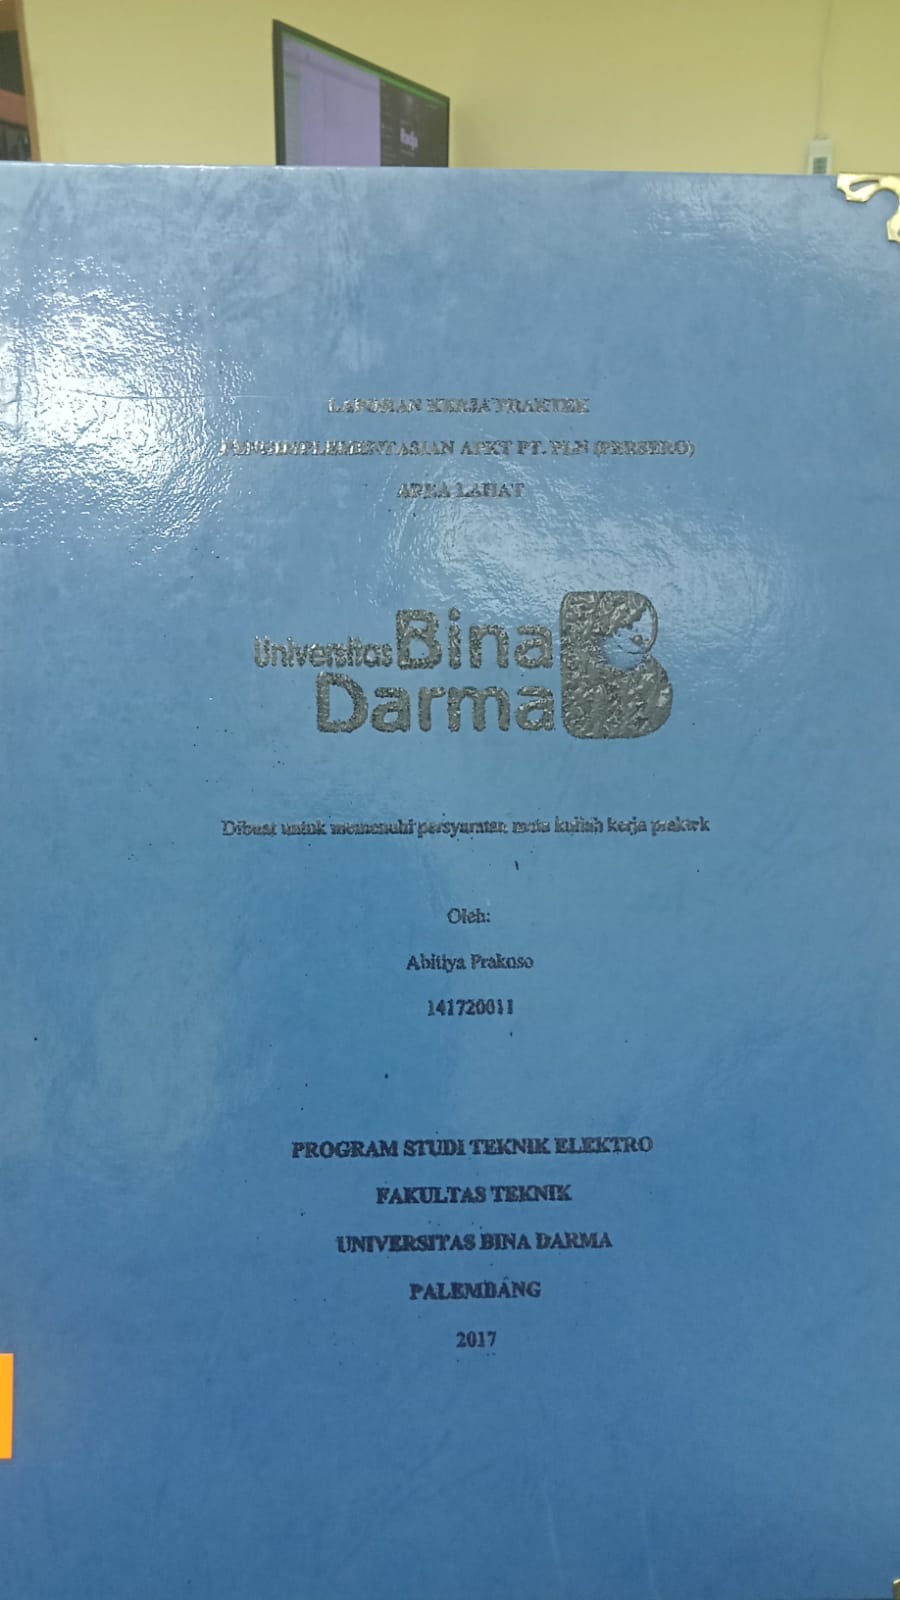 LAPORAN KERJA PRAKTEK
PENGIMPLEMENTASIAN APKT PT. PLN (PERSERO)
AREA LAHAT
Universitas Bina
Darma
Dibuat untuk memenuhi persyaratan mata kuliah kerja praktek
Oleh:
Abitiya Prakoso
141720011
PROGRAM STUDI TEKNIK ELEKTRO
FAKULTAS TEKNIK
UNIVERSITAS BINA DARMA
PALEMBANG
2017